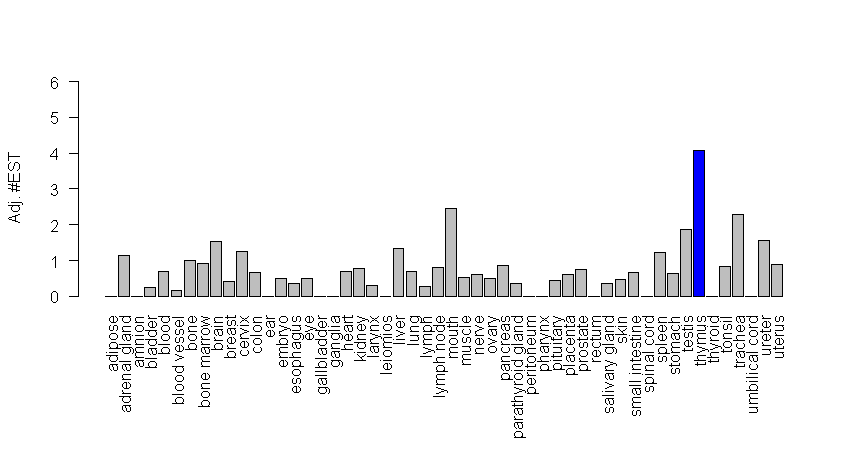 Adj. #EST
6
5
4
3
2
1
0
adipose
adrenal gland
amnion
bladder
blood
blood vessel
bone
bone marrow
brain
breast
cervix
colon
ear
embryo
esophagus
eye
gallbladder
ganglia
heart
kidney
larynx
leiomios
liver
lung
lymph
lymph node
mouth
muscle
nerve
ovary
pancreas
parathyroid gland
peritoneum
pharynx
pituitary
placenta
prostate
rectum
salivary gland
skin
small intestine
spinal cord
spleen
stomach
testis
thymus
thyroid
tonsil
trachea
umbilical cord
ureter
uterus